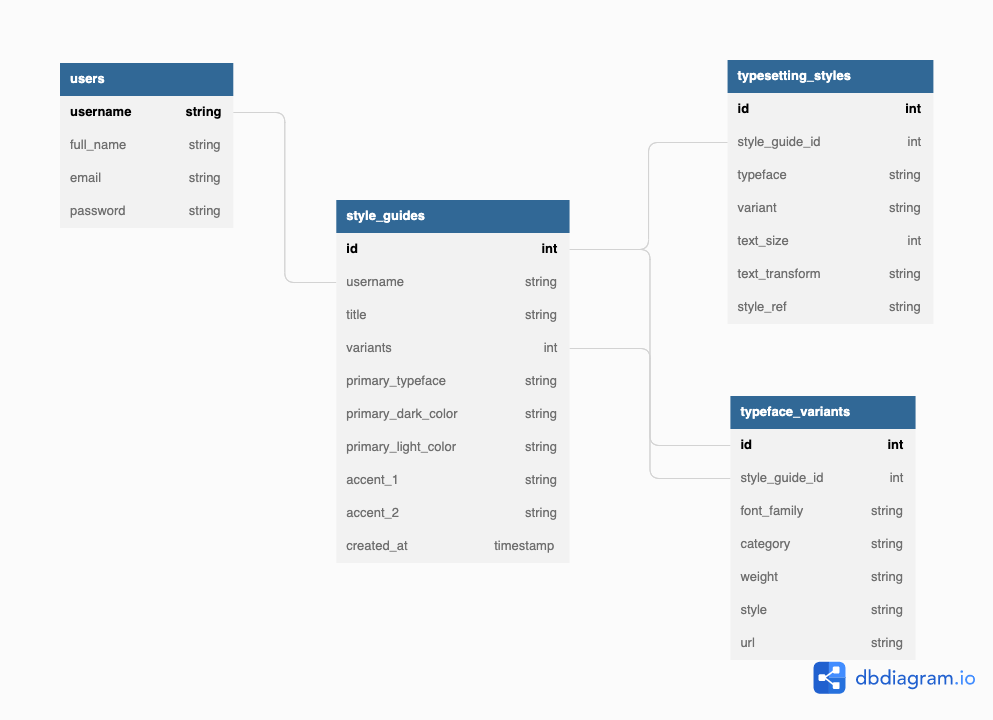 users
username string
full_name string
email string
password string
style_guides
id int
username string
title string
variants int
primary_typeface string
primary_dark_color string
primary_light_color string
accent_1 string
accent_2 string
created_at timestamp
typesetting_styles
id int
style_guide_id int
typeface string
variant string
text_size int
text_transform string
style_ref string
typeface_variants
id int
style_guide_id int
font_family string
category string
weight string
style string
url string
dbdiagram.io